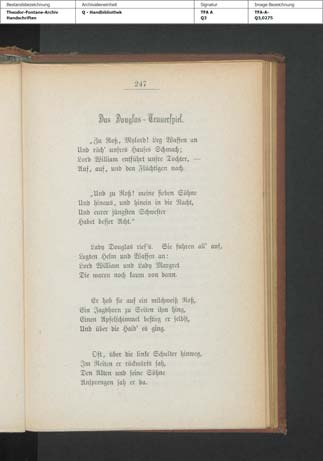 Bestandsbezeichnung Archivalieneinheit Signatur Image Bezeichnung
Theodor-Fontane-Archiv Q - Handbibliothek TFA A TFA-A-
Handschriften Q3 Q3,0275
247
Das Douglas-Trauerspiel.
„Zu Roß, Mylord! Leg Waffen an
Und räch' unsres Hauses Schmach;
Lord William entführt unsre Tochter, —
Auf, auf, und den Flüchtigen nach.
„Und zu Roß! meine sieben Söhne
Und hinaus, und hinein in die Nacht,
Und eurer jüngsten Schwester
Habet besser Acht."
Lady Douglas rief's. Sie fuhren all' auf,
Legten Helm und Waffen an:
Lord William und Lady Margret
Die waren noch kaum von dann.
Er hob sie auf ein milchweiß Roß,
Ein Jagdhorn zu Seiten ihm hing,
Einen Apfelschimmel bestieg er selbst,
Und über die Haid' es ging.
Oft, über die linke Schulter hinweg,
Im Reiten er rückwärts sah,
Den Alten und seine Söhne
Ansprengen sah er da.